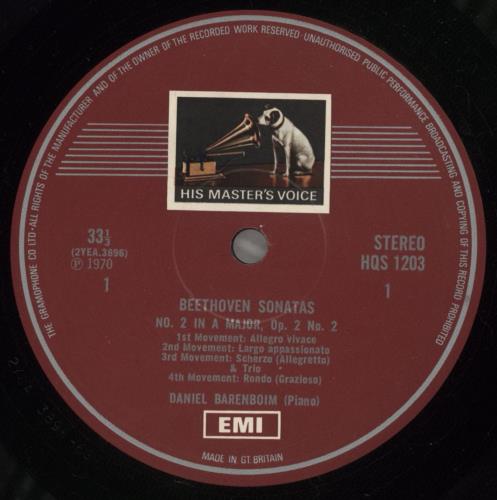 THE GRAMOPHONE CO LTD·ALL RIGHTS OF THE MANUFACTURER AND OF THE OWNER OF THE RECORDED WORK RESERVED·UNAUTHORISED PUBLIC PERFORMANCE BROADCASTING AND COPYING OF THIS RECORD PROHIBITED
HIS MASTER'S VOICE
33⅓
(2YEA.3696)
℗ 1970
1
STEREO
HQS 1203
1
BEETHOVEN SONATAS
NO. 2 IN A MAJOR, Op. 2 No. 2
1st Movement: Allegro vivace
2nd Movement: Largo appassionato
3rd Movement: Scherzo (Allegretto)
& Trio
4th Movement: Rondo (Grazioso)
DANIEL BARENBOIM (Piano)
EMI
MADE IN GT. BRITAIN